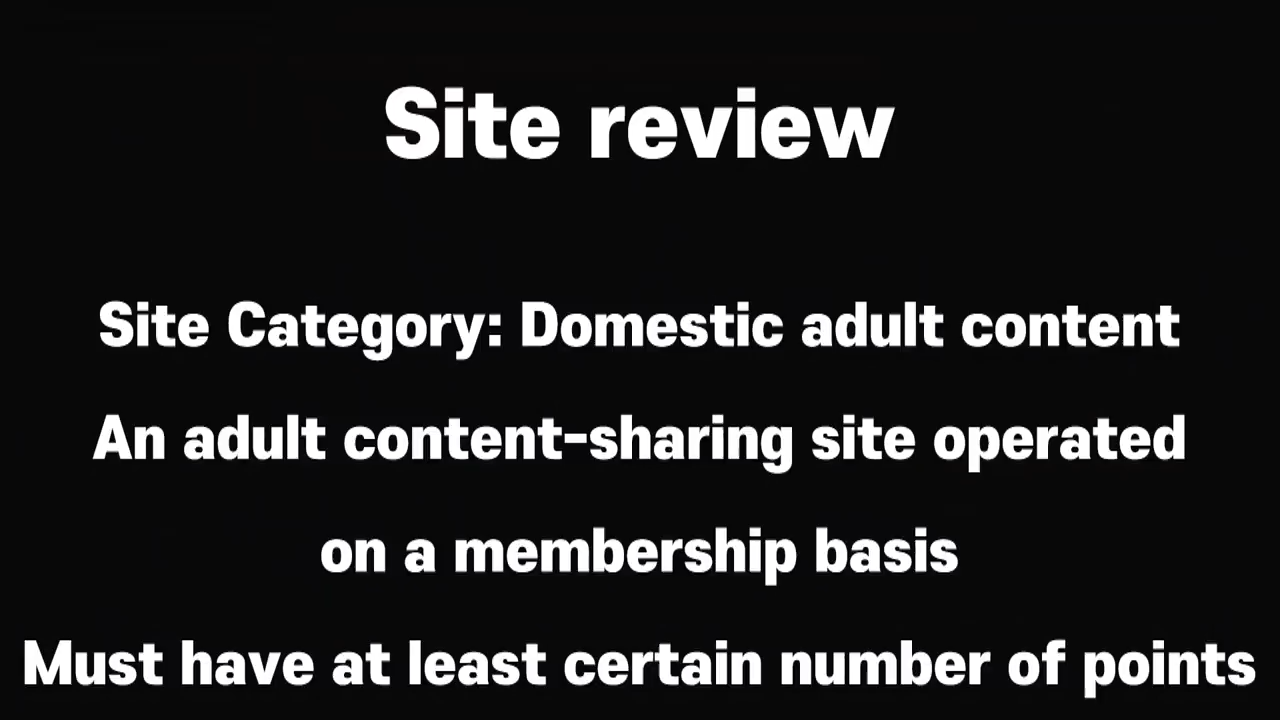 Site review
Site Category: Domestic adult content
An adult content-sharing site operated
on a membership basis
Must have at least certain number of points